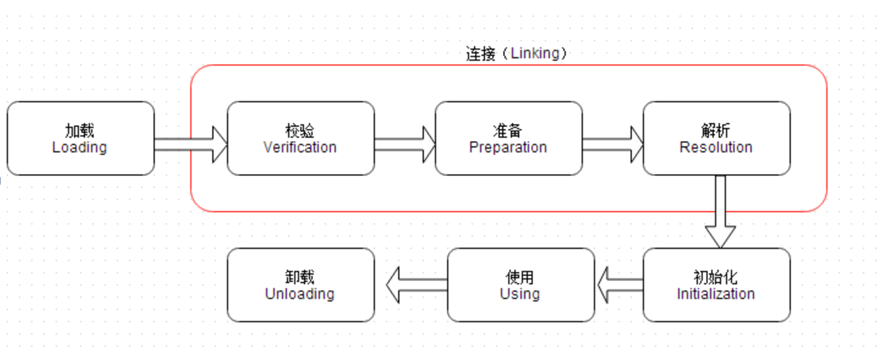 连接（Linking）
加载
Loading
校验
Verification
准备
Preparation
解析
Resolution
卸载
Unloading
使用
Using
初始化
Initialization